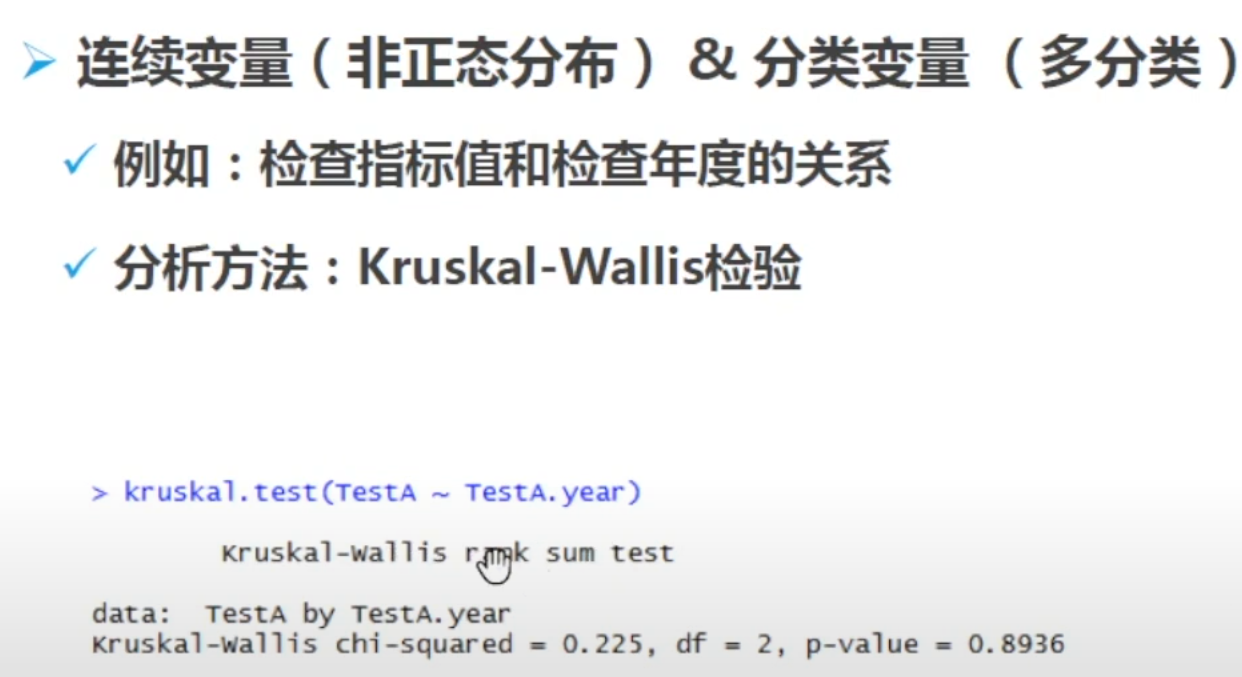 连续变量（非正态分布）& 分类变量（多分类）
例如：检查指标值和检查年度的关系
分析方法：Kruskal-Wallis检验
> kruskal.test(TestA ~ TestA.year)
Kruskal-Wallis rank sum test
data:  TestA by TestA.year
Kruskal-Wallis chi-squared = 0.225, df = 2, p-value = 0.8936